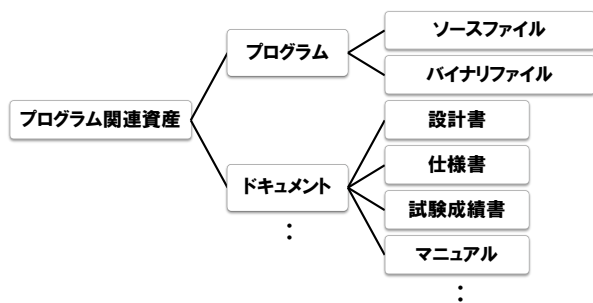 プログラム関連資産
プログラム
ソースファイル
バイナリファイル
ドキュメント
設計書
仕様書
試験成績書
マニュアル
：
：